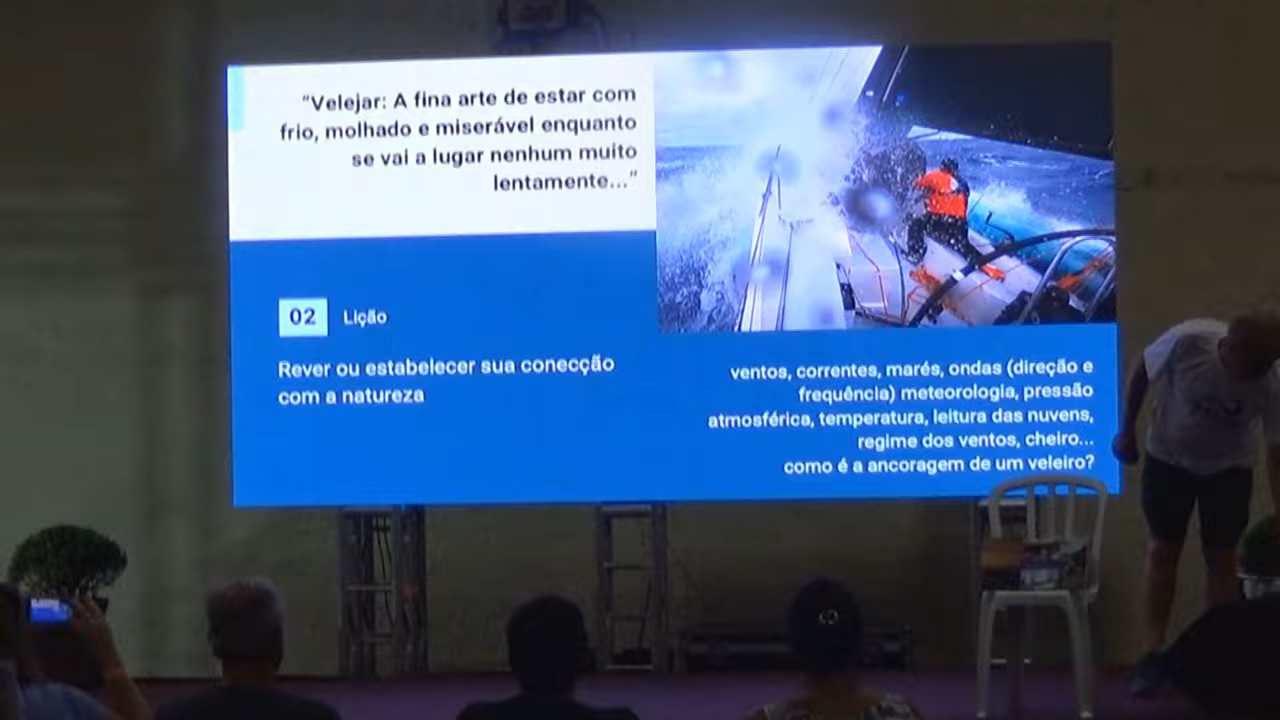 "Velejar: A fina arte de estar com
frio, molhado e miserável enquanto
se vai a lugar nenhum muito
lentamente..."
02 Lição
Rever ou estabelecer sua conecção
com a natureza
ventos, correntes, marés, ondas (direção e
frequência) meteorologia, pressão
atmosférica, temperatura, leitura das nuvens,
regime dos ventos, cheiro...
como é a ancoragem de um veleiro?